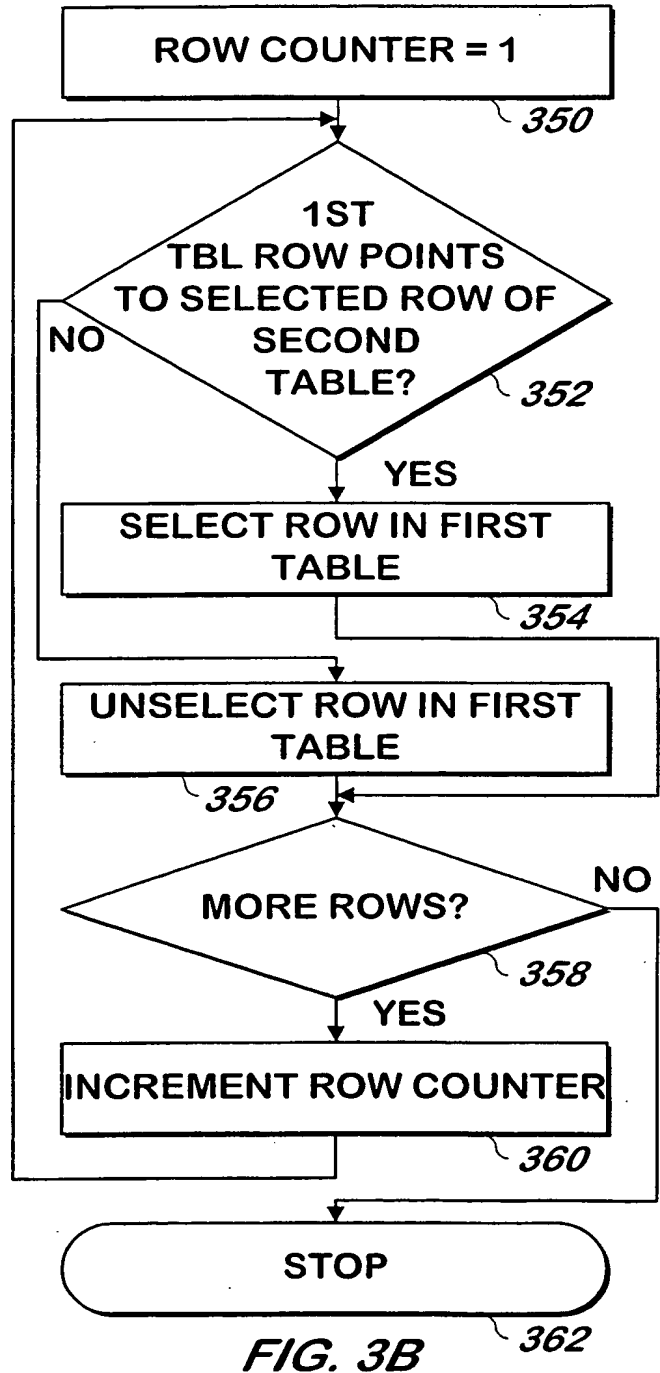 ROW COUNTER = 1
350
1ST
TBL ROW POINTS
TO SELECTED ROW OF
SECOND
TABLE?
NO
352
YES
SELECT ROW IN FIRST
TABLE
354
UNSELECT ROW IN FIRST
TABLE
356
MORE ROWS?
NO
358
YES
INCREMENT ROW COUNTER
360
STOP
362
FIG. 3B